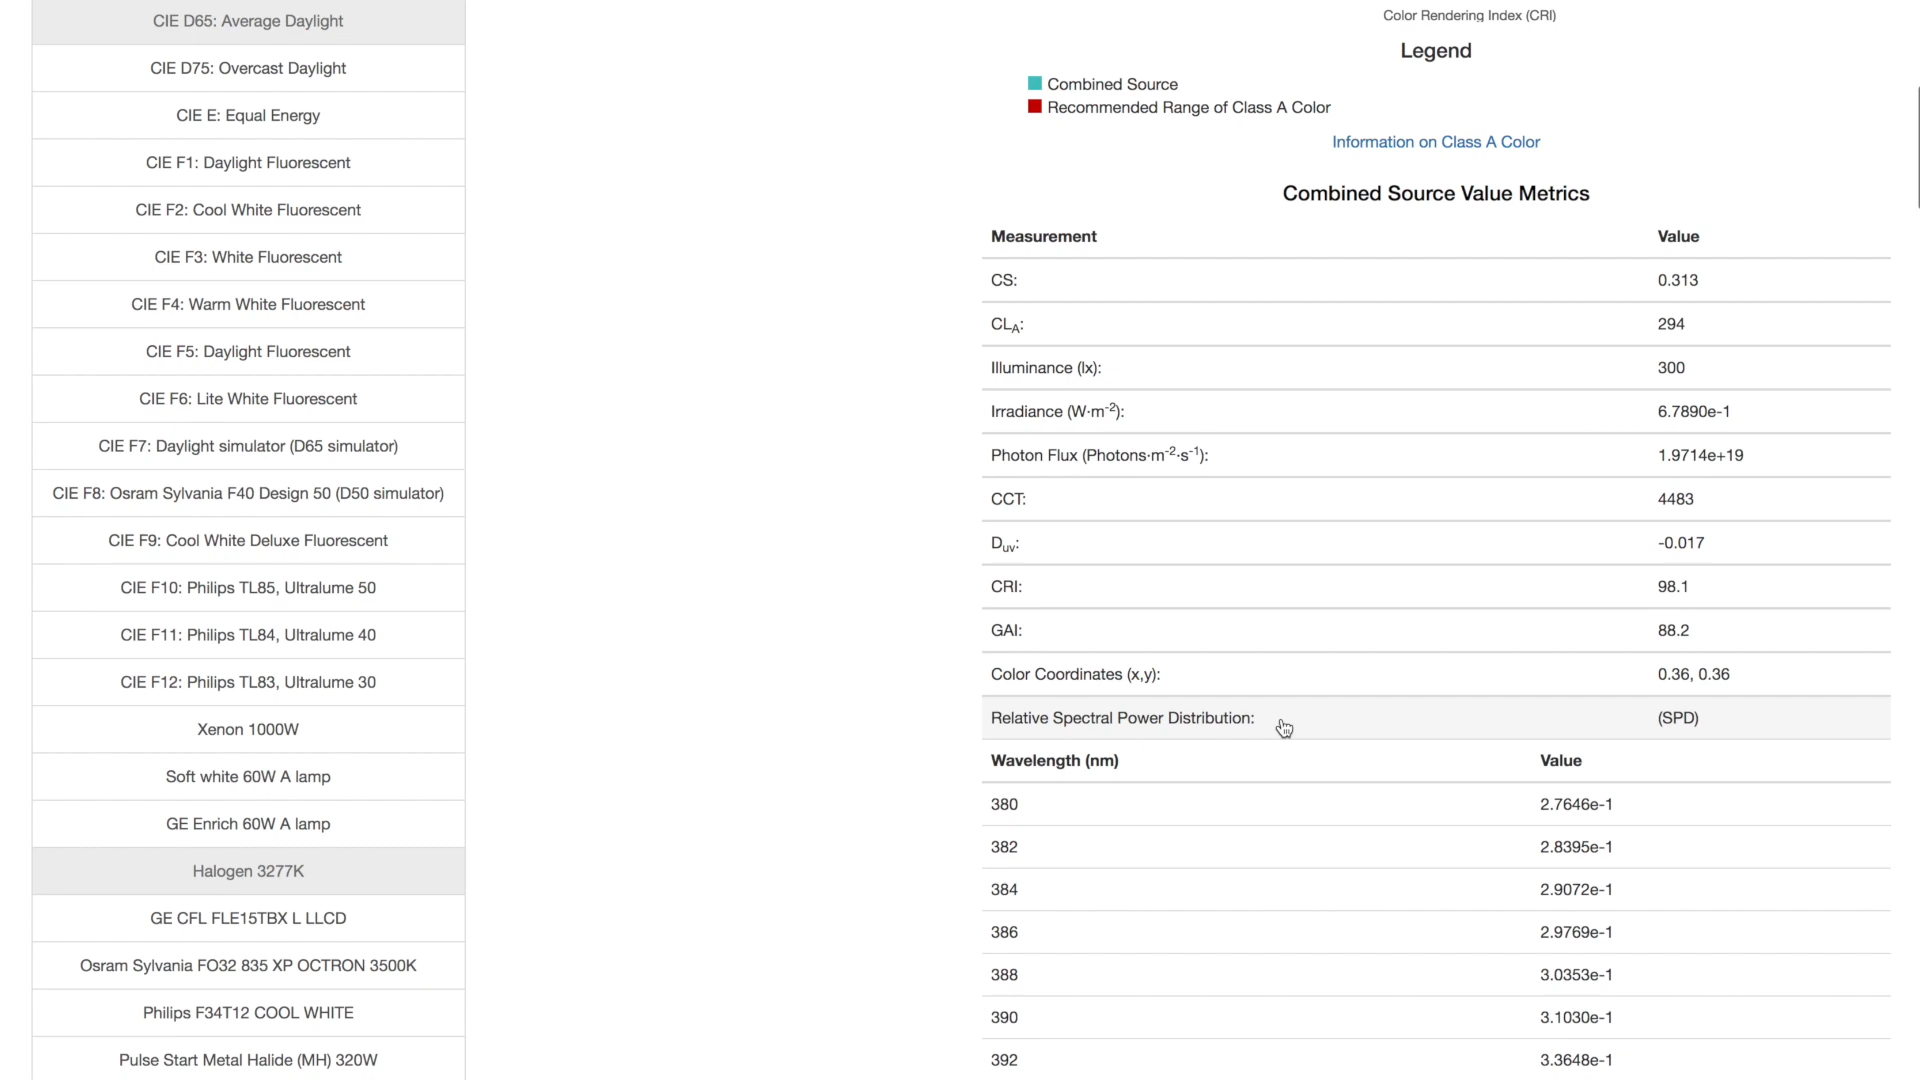 CIE D65: Average Daylight
CIE D75: Overcast Daylight
CIE E: Equal Energy
CIE F1: Daylight Fluorescent
CIE F2: Cool White Fluorescent
CIE F3: White Fluorescent
CIE F4: Warm White Fluorescent
CIE F5: Daylight Fluorescent
CIE F6: Lite White Fluorescent
CIE F7: Daylight simulator (D65 simulator)
CIE F8: Osram Sylvania F40 Design 50 (D50 simulator)
CIE F9: Cool White Deluxe Fluorescent
CIE F10: Philips TL85, Ultralume 50
CIE F11: Philips TL84, Ultralume 40
CIE F12: Philips TL83, Ultralume 30
Xenon 1000W
Soft white 60W A lamp
GE Enrich 60W A lamp
Halogen 3277K
GE CFL FLE15TBX L LLCD
Osram Sylvania FO32 835 XP OCTRON 3500K
Philips F34T12 COOL WHITE
Pulse Start Metal Halide (MH) 320W
Color Rendering Index (CRI)
Legend
Combined Source
Recommended Range of Class A Color
Information on Class A Color
Combined Source Value Metrics
Measurement Value
CS: 0.313
CLA: 294
Illuminance (lx): 300
Irradiance (W·m-2): 6.7890e-1
Photon Flux (Photons·m-2·s-1): 1.9714e+19
CCT: 4483
Duv: -0.017
CRI: 98.1
GAI: 88.2
Color Coordinates (x,y): 0.36, 0.36
Relative Spectral Power Distribution: (SPD)
Wavelength (nm) Value
380 2.7646e-1
382 2.8395e-1
384 2.9072e-1
386 2.9769e-1
388 3.0353e-1
390 3.1030e-1
392 3.3648e-1